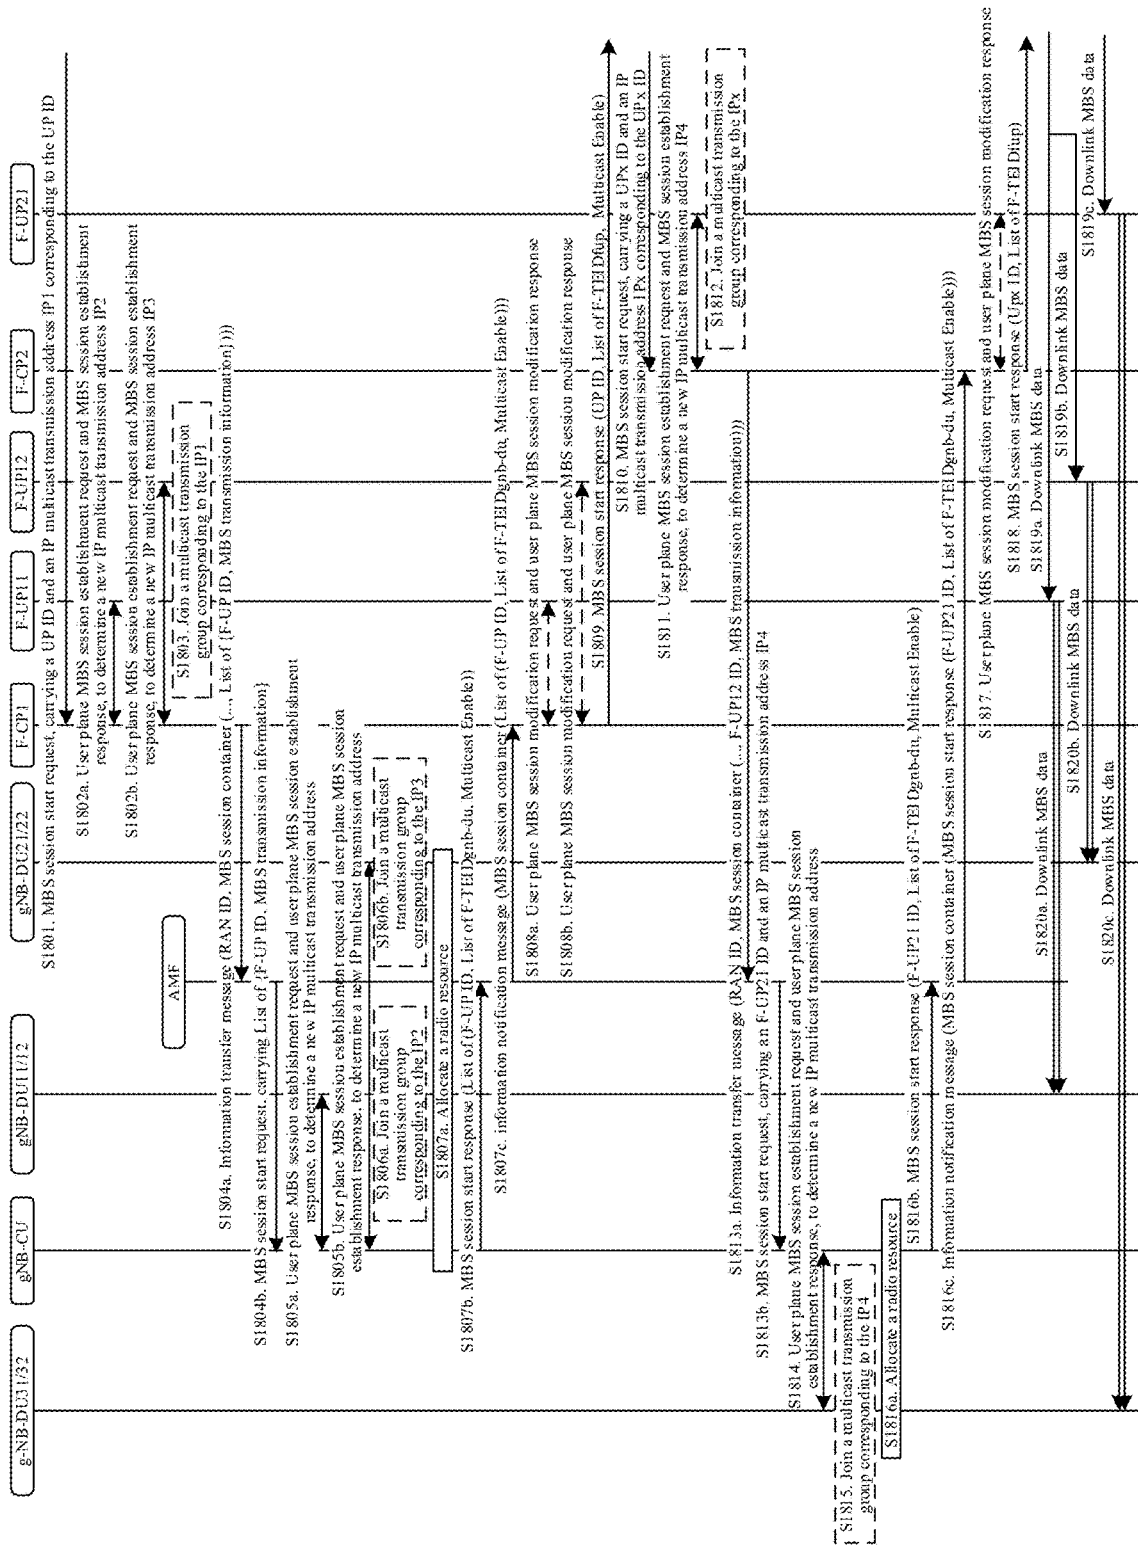 g-NB-DU31/32
gNB-CU
gNB-DU11/12
AMF
gNB-DU21/22
F-CP1
F-UP11
F-UP12
F-CP2
F-UP21
S1801. MBS session start request, carrying a UP ID and an IP multicast transmission address IP1 corresponding to the UP ID
S1802a. User plane MBS session establishment request and MBS session establishment
response, to determine a new IP multicast transmission address IP2
S1802b. User plane MBS session establishment request and MBS session establishment
response, to determine a new IP multicast transmission address IP3
S1803. Join a multicast transmission
group corresponding to the IP1
S1804a. Information transfer message (RAN ID, MBS session container (..., List of {F-UP ID, MBS transmission information})))
S1804b. MBS session start request, carrying List of {F-UP ID, MBS transmission information}
S1805a. User plane MBS session establishment request and user plane MBS session establishment
response, to determine a new IP multicast transmission address
S1805b. User plane MBS session establishment request and user plane MBS session
establishment response, to determine a new IP multicast transmission address
S1806a. Join a multicast
transmission group
corresponding to the IP2
S1806b. Join a multicast
transmission group
corresponding to the IP3
S1807a. Allocate a radio resource
S1807b. MBS session start response (List of (F-UP ID, List of F-TEIDgnb-du, Multicast Enable))
S1807c. information notification message (MBS session container (List of (F-UP ID, List of F-TEIDgnb-du, Multicast Enable)))
S1808a. User plane MBS session modification request and user plane MBS session modification response
S1808b. User plane MBS session modification request and user plane MBS session modification response
S1809. MBS session start response (UP ID, List of F-TEIDfup, Multicast Enable)
S1810. MBS session start request, carrying a UPx ID and an IP
multicast transmission address IPx corresponding to the UPx ID
S1811. User plane MBS session establishment request and MBS session establishment
response, to determine a new IP multicast transmission address IP4
S1812. Join a multicast transmission
group corresponding to the IPx
S1813a. Information transfer message (RAN ID, MBS session container (..., F-UP12 ID, MBS transmission information)))
S1813b. MBS session start request, carrying an F-UP21 ID and an IP multicast transmission address IP4
S1814. User plane MBS session establishment request and user plane MBS session
establishment response, to determine a new IP multicast transmission address
S1815. Join a multicast transmission
group corresponding to the IP4
S1816a. Allocate a radio resource
S1816b. MBS session start response (F-UP21 ID, List of F-TEIDgnb-du, Multicast Enable)
S1816c. Information notification message (MBS session container (MBS session start response (F-UP21 ID, List of F-TEIDgnb-du, Multicast Enable)))
S1817. User plane MBS session modification request and user plane MBS session modification response
S1818. MBS session start response (Upx ID, List of F-TEIDfup)
S1819a. Downlink MBS data
S1819b. Downlink MBS data
S1819c. Downlink MBS data
S1820a. Downlink MBS data
S1820b. Downlink MBS data
S1820c. Downlink MBS data